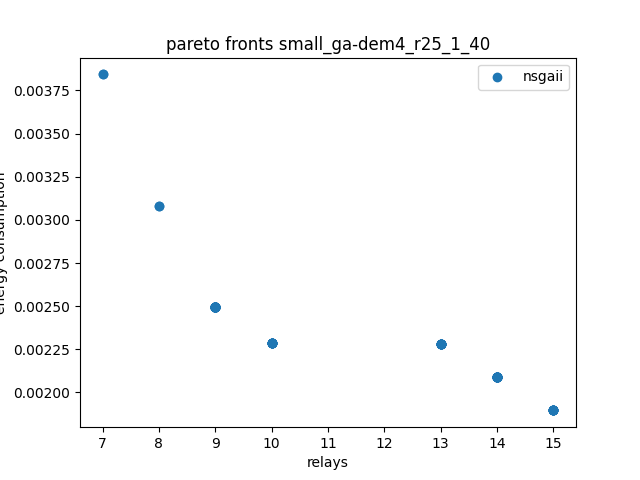 pareto fronts small_ga-dem4_r25_1_40
nsgaii
0.00375
0.00350
0.00325
0.00300
0.00275
0.00250
0.00225
0.00200
energy consumption
7 8 9 10 11 12 13 14 15
relays